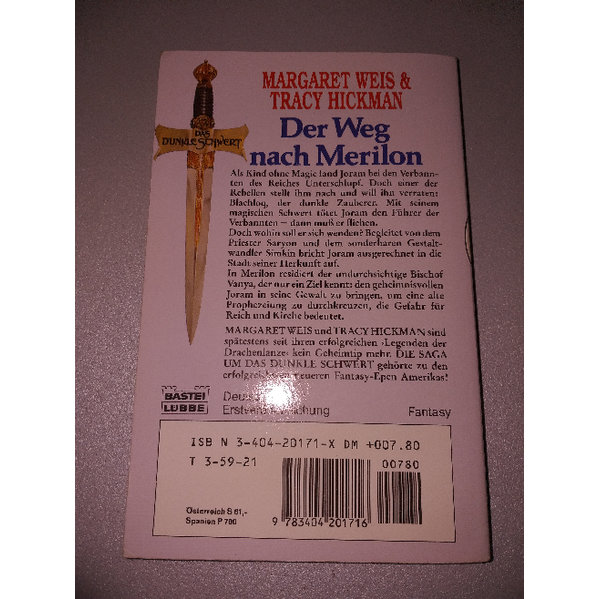 MARGARET WEIS &
TRACY HICKMAN
DAS
DUNKLE SCHWERT
Der Weg
nach Merilon
Als Kind ohne Magie fand Joram bei den Verbann-
ten des Reiches Unterschlupf. Doch einer der
Rebellen stellt ihm nach und will ihn verraten:
Blachloq, der dunkle Zauberer. Mit seinem
magischen Schwert tötet Joram den Führer der
Verbannten – dann muß er fliehen.
Doch wohin soll er sich wenden? Begleitet von dem
Priester Saryon und dem sonderbaren Gestalt-
wandler Simkin bricht Joram ausgerechnet in die
Stadt seiner Herkunft auf.
In Merilon residiert der undurchsichtige Bischof
Vanya, der nur ein Ziel kennt: den geheimnisvollen
Joram in seine Gewalt zu bringen, um eine alte
Prophezeiung zu durchkreuzen, die Gefahr für
Reich und Kirche bedeutet.
MARGARET WEIS und TRACY HICKMAN sind
spätestens seit ihren erfolgreichen ›Legenden der
Drachenlanze‹ kein Geheimtip mehr. DIE SAGA
UM DAS DUNKLE SCHWERT gehörte zu den
erfolgreichsten neueren Fantasy-Epen Amerikas!
BASTEI
LÜBBE
Deutsche
Erstveröffentlichung
Fantasy
ISB N 3-404-20171-X DM +007.80
T 3-59-21
00780
Österreich S 61,-
Spanien P 700
9 783404 201716